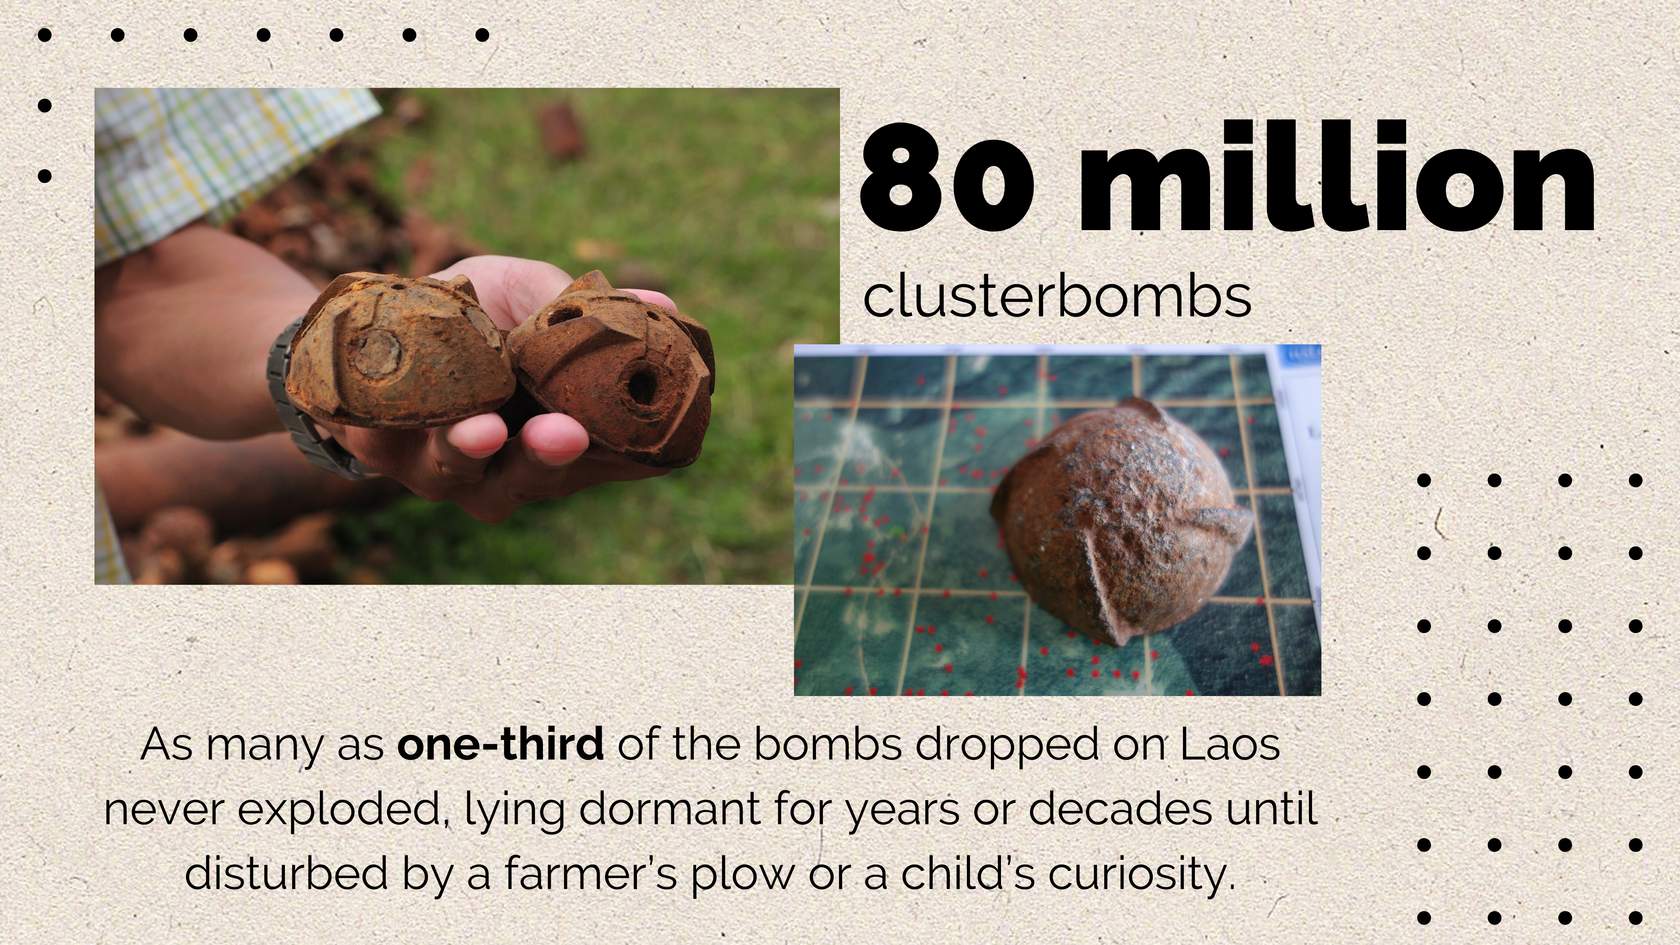 80 million
clusterbombs
As many as one-third of the bombs dropped on Laos
never exploded, lying dormant for years or decades until
disturbed by a farmer’s plow or a child’s curiosity.